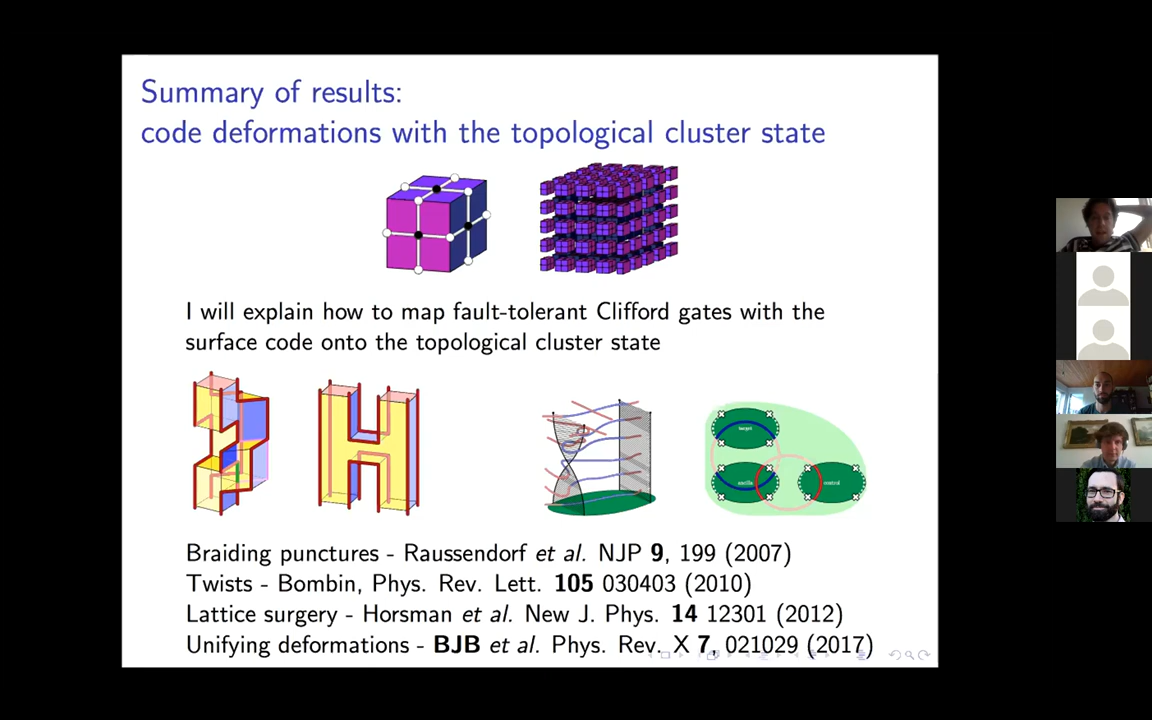 Summary of results:
code deformations with the topological cluster state
I will explain how to map fault-tolerant Clifford gates with the
surface code onto the topological cluster state
target
ancilla
control
Braiding punctures - Raussendorf et al. NJP 9, 199 (2007)
Twists - Bombin, Phys. Rev. Lett. 105 030403 (2010)
Lattice surgery - Horsman et al. New J. Phys. 14 12301 (2012)
Unifying deformations - BJB et al. Phys. Rev. X 7, 021029 (2017)